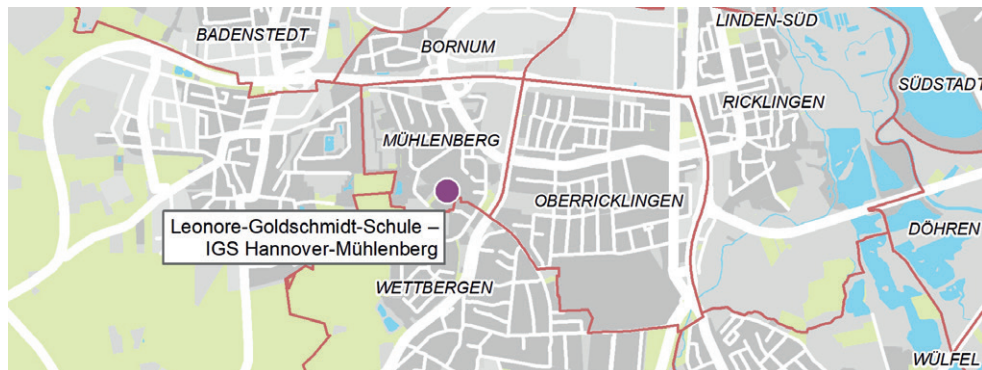 LINDEN-SÜD
BADENSTEDT
BORNUM
SÜDSTADT
RICKLINGEN
MÜHLENBERG
OBERRICKLINGEN
Leonore-Goldschmidt-Schule –
IGS Hannover-Mühlenberg
DÖHREN
WETTBERGEN
WÜLFEL